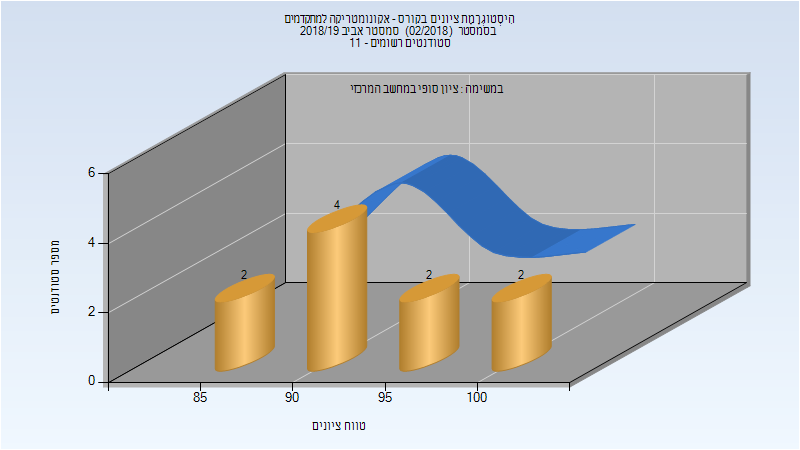 היסטוגרמת ציונים בקורס - אקונומטריקה למתקדמים
בסמסטר (02/2018) סמסטר אביב 2018/19
סטודנטים רשומים - 11
במשימה : ציון סופי במחשב המרכזי
מספר סטודנטים
6
4
2
0
2
4
2
2
85
90
95
100
טווח ציונים